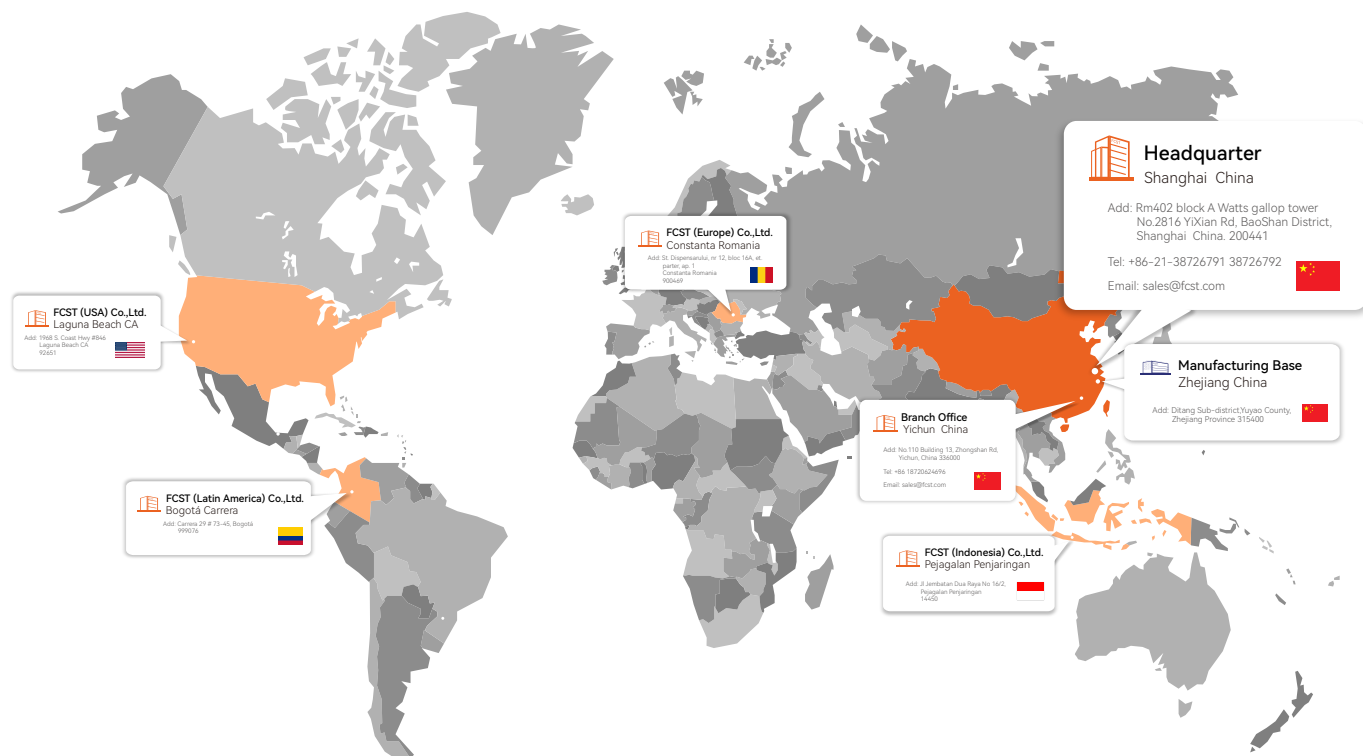 Headquarter
Shanghai China
Add: Rm402 block A Watts gallop tower
No.2816 YiXian Rd, BaoShan District,
Shanghai China. 200441
Tel: +86-21-38726791 38726792
Email: sales@fcst.com
FCST (Europe) Co.,Ltd.
Constanta Romania
Add: St. Dispensarului, nr 12, bloc 16A, et.
parter, ap. 1
Constanta Romania
900469
FCST (USA) Co.,Ltd.
Laguna Beach CA
Add: 1968 S. Coast Hwy #846
Laguna Beach CA
92651
Manufacturing Base
Zhejiang China
Add: Ditang Sub-district,Yuyao County,
Zhejiang Province 315400
Branch Office
Yichun China
Add: No.110 Building 13, Zhongshan Rd,
Yichun, China 336000
Tel: +86 18720624696
Email: sales@fcst.com
FCST (Latin America) Co.,Ltd.
Bogotá Carrera
Add: Carrera 29 # 73-45, Bogotá
999076
FCST (Indonesia) Co.,Ltd.
Pejagalan Penjaringan
Add: Jl Jembatan Dua Raya No 16/2,
Pejagalan Penjaringan
14450